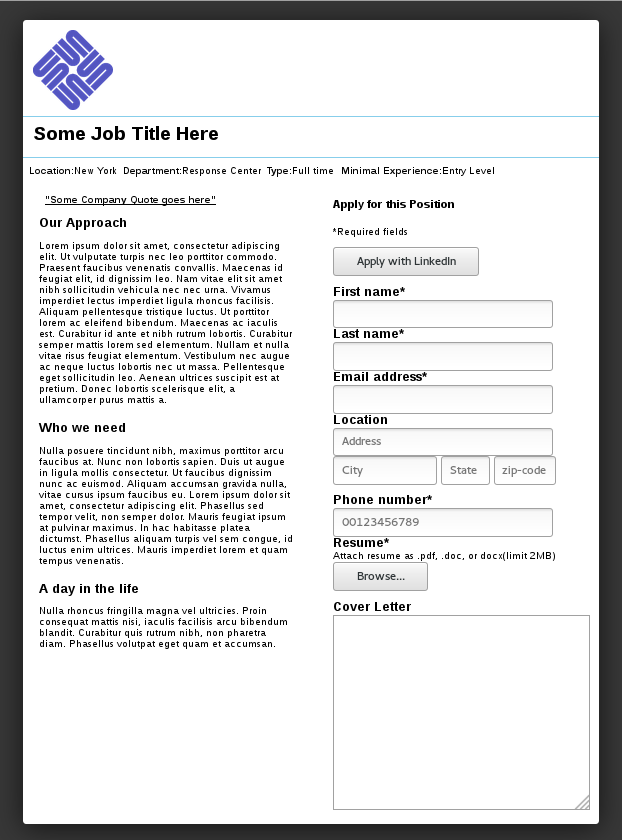 Some Job Title Here
Location:New York  Department:Response Center  Type:Full time  Minimal Experience:Entry Level
"Some Company Quote goes here"
Our Approach
Lorem ipsum dolor sit amet, consectetur adipiscing
elit. Ut vulputate turpis nec leo porttitor commodo.
Praesent faucibus venenatis convallis. Maecenas id
feugiat elit, id dignissim leo. Nam vitae elit sit amet
nibh sollicitudin vehicula nec nec urna. Vivamus
imperdiet lectus imperdiet ligula rhoncus facilisis.
Aliquam pellentesque tristique luctus. Ut porttitor
lorem ac eleifend bibendum. Maecenas ac iaculis
est. Curabitur id ante et nibh rutrum lobortis. Curabitur
semper mattis lorem sed elementum. Nullam et nulla
vitae risus feugiat elementum. Vestibulum nec augue
ac neque luctus lobortis nec ut massa. Pellentesque
eget sollicitudin leo. Aenean ultrices suscipit est at
pretium. Donec lobortis scelerisque elit, a
ullamcorper purus mattis a.
Who we need
Nulla posuere tincidunt nibh, maximus porttitor arcu
faucibus at. Nunc non lobortis sapien. Duis ut augue
in ligula mollis consectetur. Ut faucibus dignissim
nunc ac euismod. Aliquam accumsan gravida nulla,
vitae cursus ipsum faucibus eu. Lorem ipsum dolor sit
amet, consectetur adipiscing elit. Phasellus sed
tempor velit, non semper dolor. Mauris feugiat ipsum
at pulvinar maximus. In hac habitasse platea
dictumst. Phasellus aliquam turpis vel sem congue, id
luctus enim ultrices. Mauris imperdiet lorem et quam
tempus venenatis.
A day in the life
Nulla rhoncus fringilla magna vel ultricies. Proin
consequat mattis nisi, iaculis facilisis arcu bibendum
blandit. Curabitur quis rutrum nibh, non pharetra
diam. Phasellus volutpat eget quam et accumsan.
Apply for this Position
*Required fields
Apply with LinkedIn
First name*
Last name*
Email address*
Location
Address
City State zip-code
Phone number*
00123456789
Resume*
Attach resume as .pdf, .doc, or docx(limit 2MB)
Browse...
Cover Letter